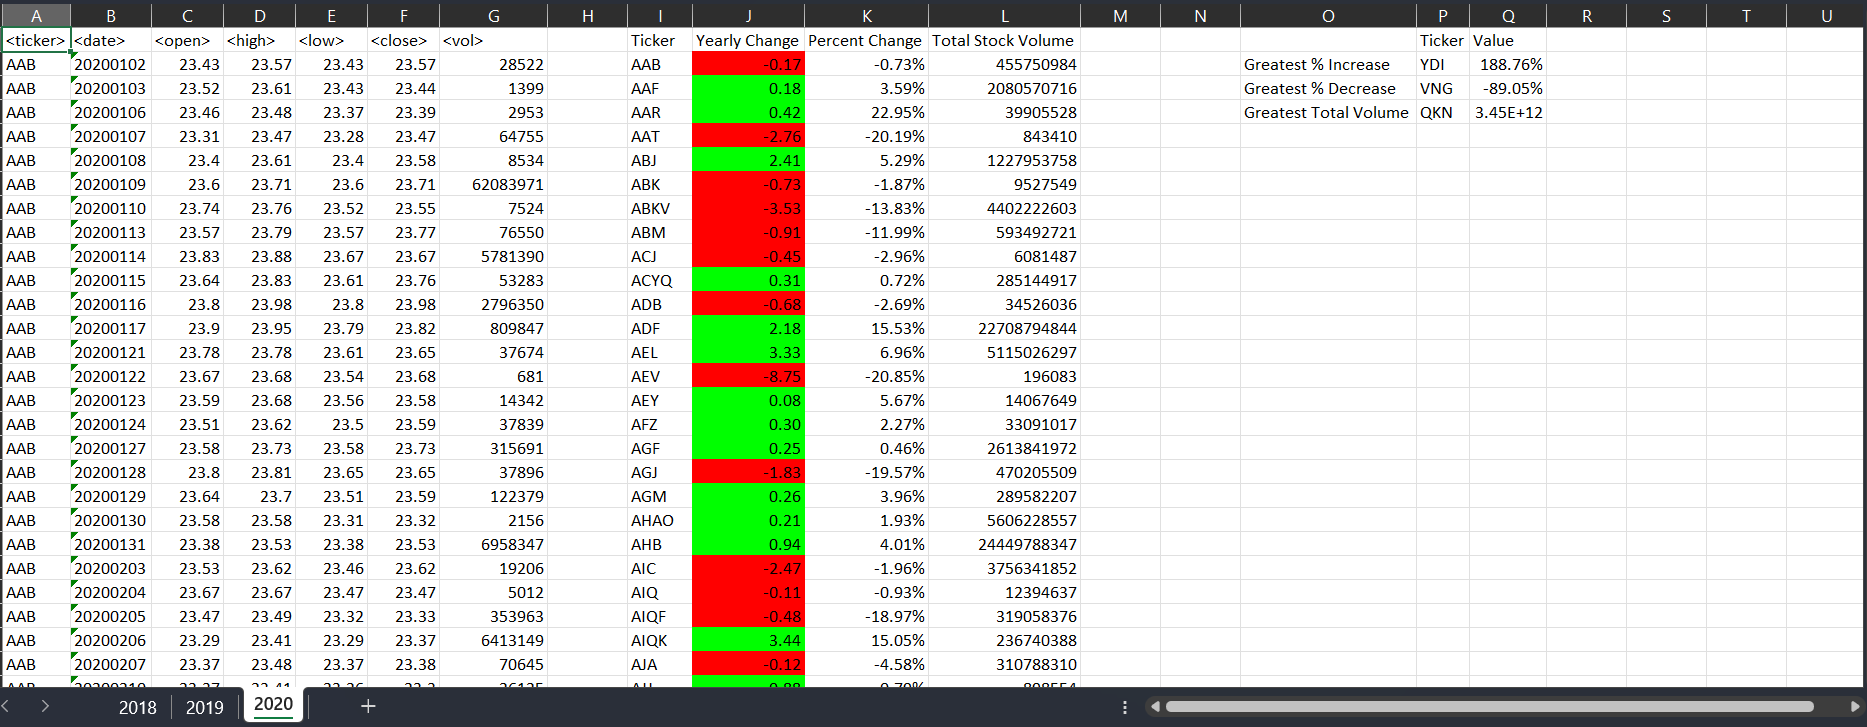 A B C D E F G H I J K L M N O P Q R S T U
<ticker> <date> <open> <high> <low> <close> <vol> Ticker Yearly Change Percent Change Total Stock Volume Ticker Value
AAB 20200102 23.43 23.57 23.43 23.57 28522 AAB -0.17 -0.73% 455750984 Greatest % Increase YDI 188.76%
AAB 20200103 23.52 23.61 23.43 23.44 1399 AAF 0.18 3.59% 2080570716 Greatest % Decrease VNG -89.05%
AAB 20200106 23.46 23.48 23.37 23.39 2953 AAR 0.42 22.95% 39905528 Greatest Total Volume QKN 3.45E+12
AAB 20200107 23.31 23.47 23.28 23.47 64755 AAT -2.76 -20.19% 843410
AAB 20200108 23.4 23.61 23.4 23.58 8534 ABJ 2.41 5.29% 1227953758
AAB 20200109 23.6 23.71 23.6 23.71 62083971 ABK -0.73 -1.87% 9527549
AAB 20200110 23.74 23.76 23.52 23.55 7524 ABKV -3.53 -13.83% 4402222603
AAB 20200113 23.57 23.79 23.57 23.77 76550 ABM -0.91 -11.99% 593492721
AAB 20200114 23.83 23.88 23.67 23.67 5781390 ACJ -0.45 -2.96% 6081487
AAB 20200115 23.64 23.83 23.61 23.76 53283 ACYQ 0.31 0.72% 285144917
AAB 20200116 23.8 23.98 23.8 23.98 2796350 ADB -0.68 -2.69% 34526036
AAB 20200117 23.9 23.95 23.79 23.82 809847 ADF 2.18 15.53% 22708794844
AAB 20200121 23.78 23.78 23.61 23.65 37674 AEL 3.33 6.96% 5115026297
AAB 20200122 23.67 23.68 23.54 23.68 681 AEV -8.75 -20.85% 196083
AAB 20200123 23.59 23.68 23.56 23.58 14342 AEY 0.08 5.67% 14067649
AAB 20200124 23.51 23.62 23.5 23.59 37839 AFZ 0.30 2.27% 33091017
AAB 20200127 23.58 23.73 23.58 23.73 315691 AGF 0.25 0.46% 2613841972
AAB 20200128 23.8 23.81 23.65 23.65 37896 AGJ -1.83 -19.57% 470205509
AAB 20200129 23.64 23.7 23.51 23.59 122379 AGM 0.26 3.96% 289582207
AAB 20200130 23.58 23.58 23.31 23.32 2156 AHAO 0.21 1.93% 5606228557
AAB 20200131 23.38 23.53 23.38 23.53 6958347 AHB 0.94 4.01% 24449788347
AAB 20200203 23.53 23.62 23.46 23.62 19206 AIC -2.47 -1.96% 3756341852
AAB 20200204 23.67 23.67 23.47 23.47 5012 AIQ -0.11 -0.93% 12394637
AAB 20200205 23.47 23.49 23.32 23.33 353963 AIQF -0.48 -18.97% 319058376
AAB 20200206 23.29 23.41 23.29 23.37 6413149 AIQK 3.44 15.05% 236740388
AAB 20200207 23.37 23.48 23.37 23.38 70645 AJA -0.12 -4.58% 310788310
2018 2019 2020 +